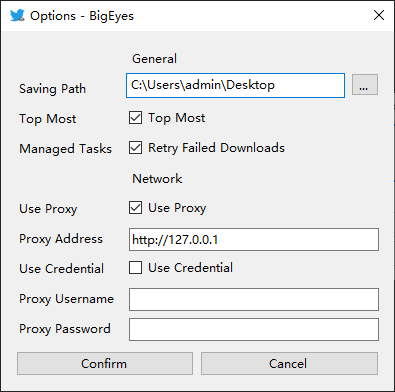 Options - BigEyes
General
Saving Path C:\Users\admin\Desktop ...
Top Most Top Most
Managed Tasks Retry Failed Downloads
Network
Use Proxy Use Proxy
Proxy Address http://127.0.0.1
Use Credential Use Credential
Proxy Username
Proxy Password
Confirm Cancel